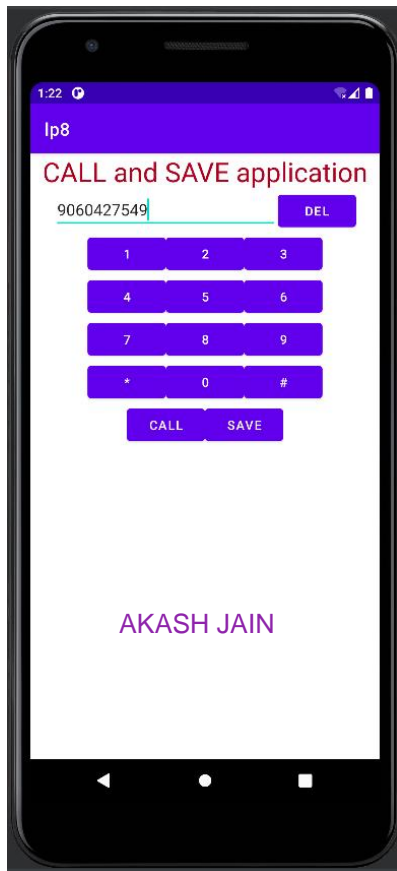 1:22
lp8
CALL and SAVE application
9060427549 DEL
1 2 3
4 5 6
7 8 9
* 0 #
CALL SAVE
AKASH JAIN